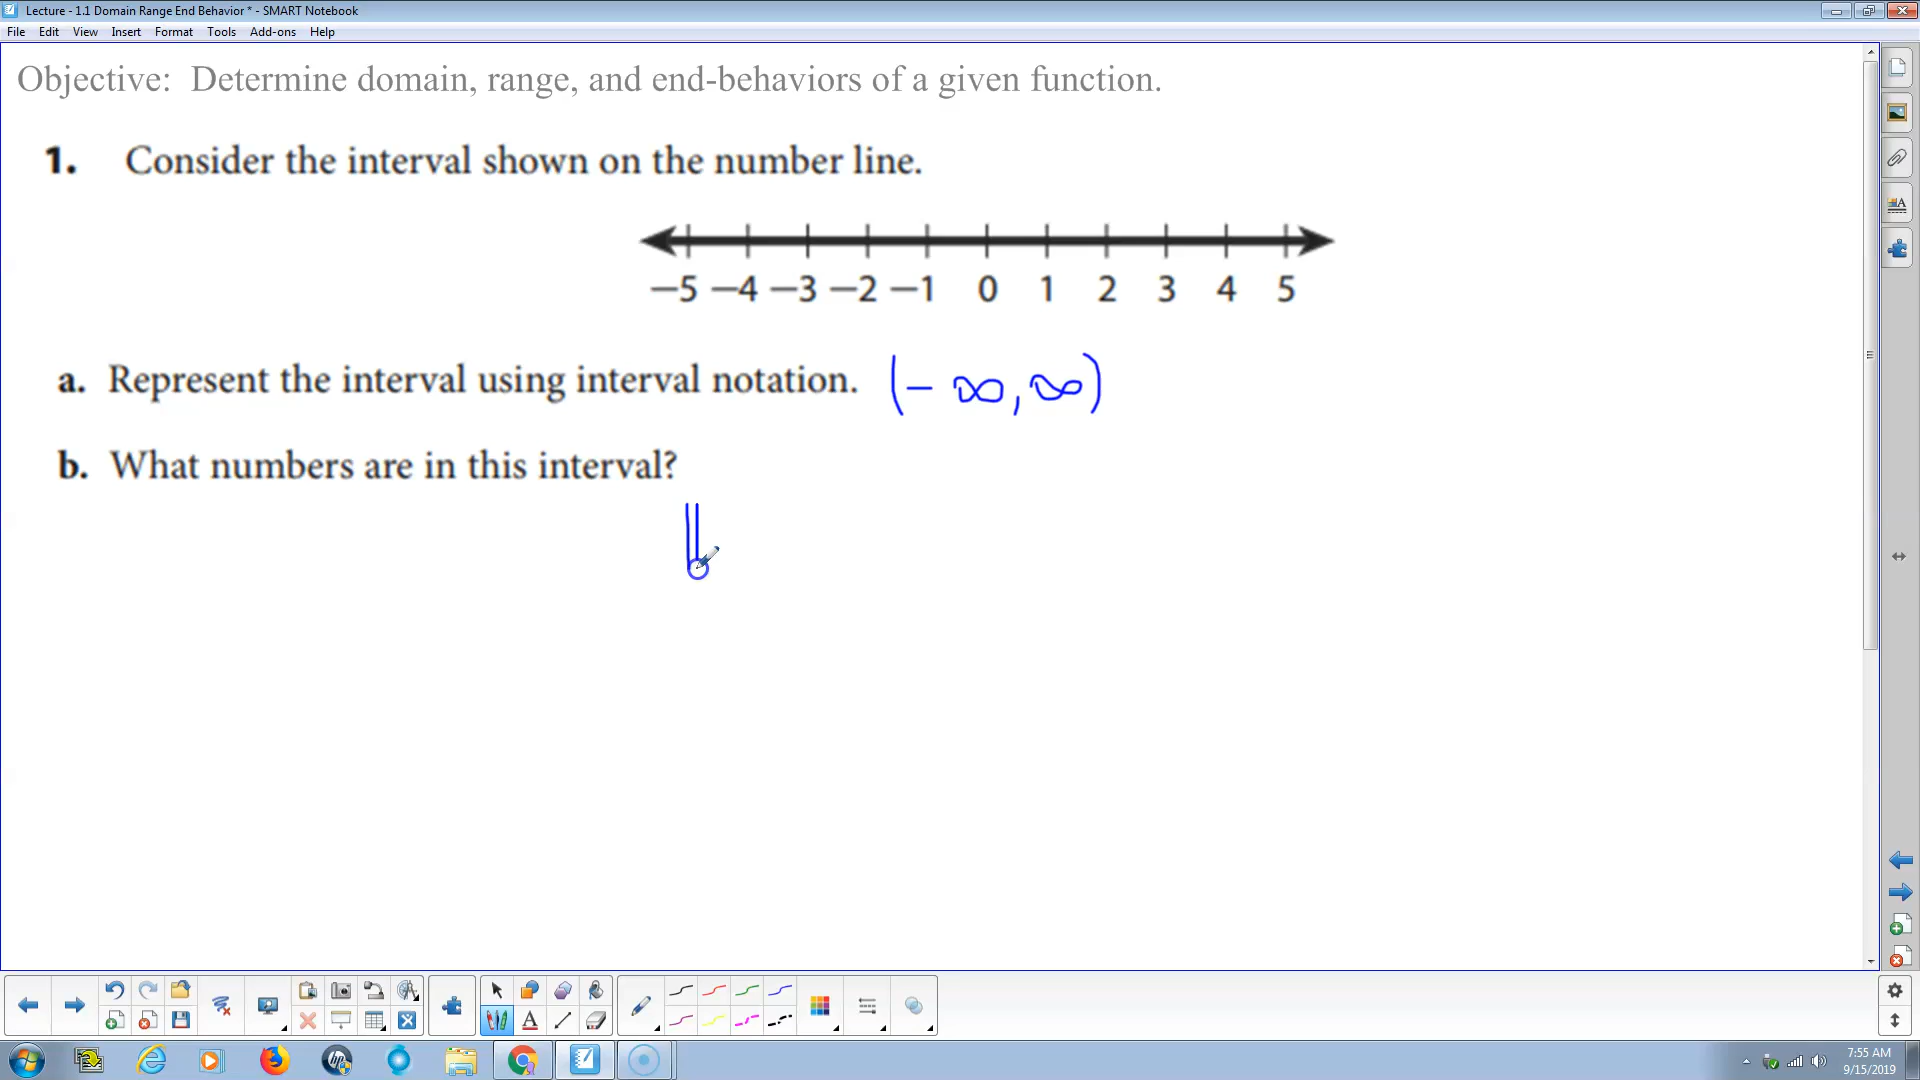 Lecture - 1.1 Domain Range End Behavior * - SMART Notebook
File Edit View Insert Format Tools Add-ons Help
Objective: Determine domain, range, and end-behaviors of a given function.
1. Consider the interval shown on the number line.
−5 −4 −3 −2 −1 0 1 2 3 4 5
a. Represent the interval using interval notation. (- ∞, ∞)
b. What numbers are in this interval?
7:55 AM
9/15/2019